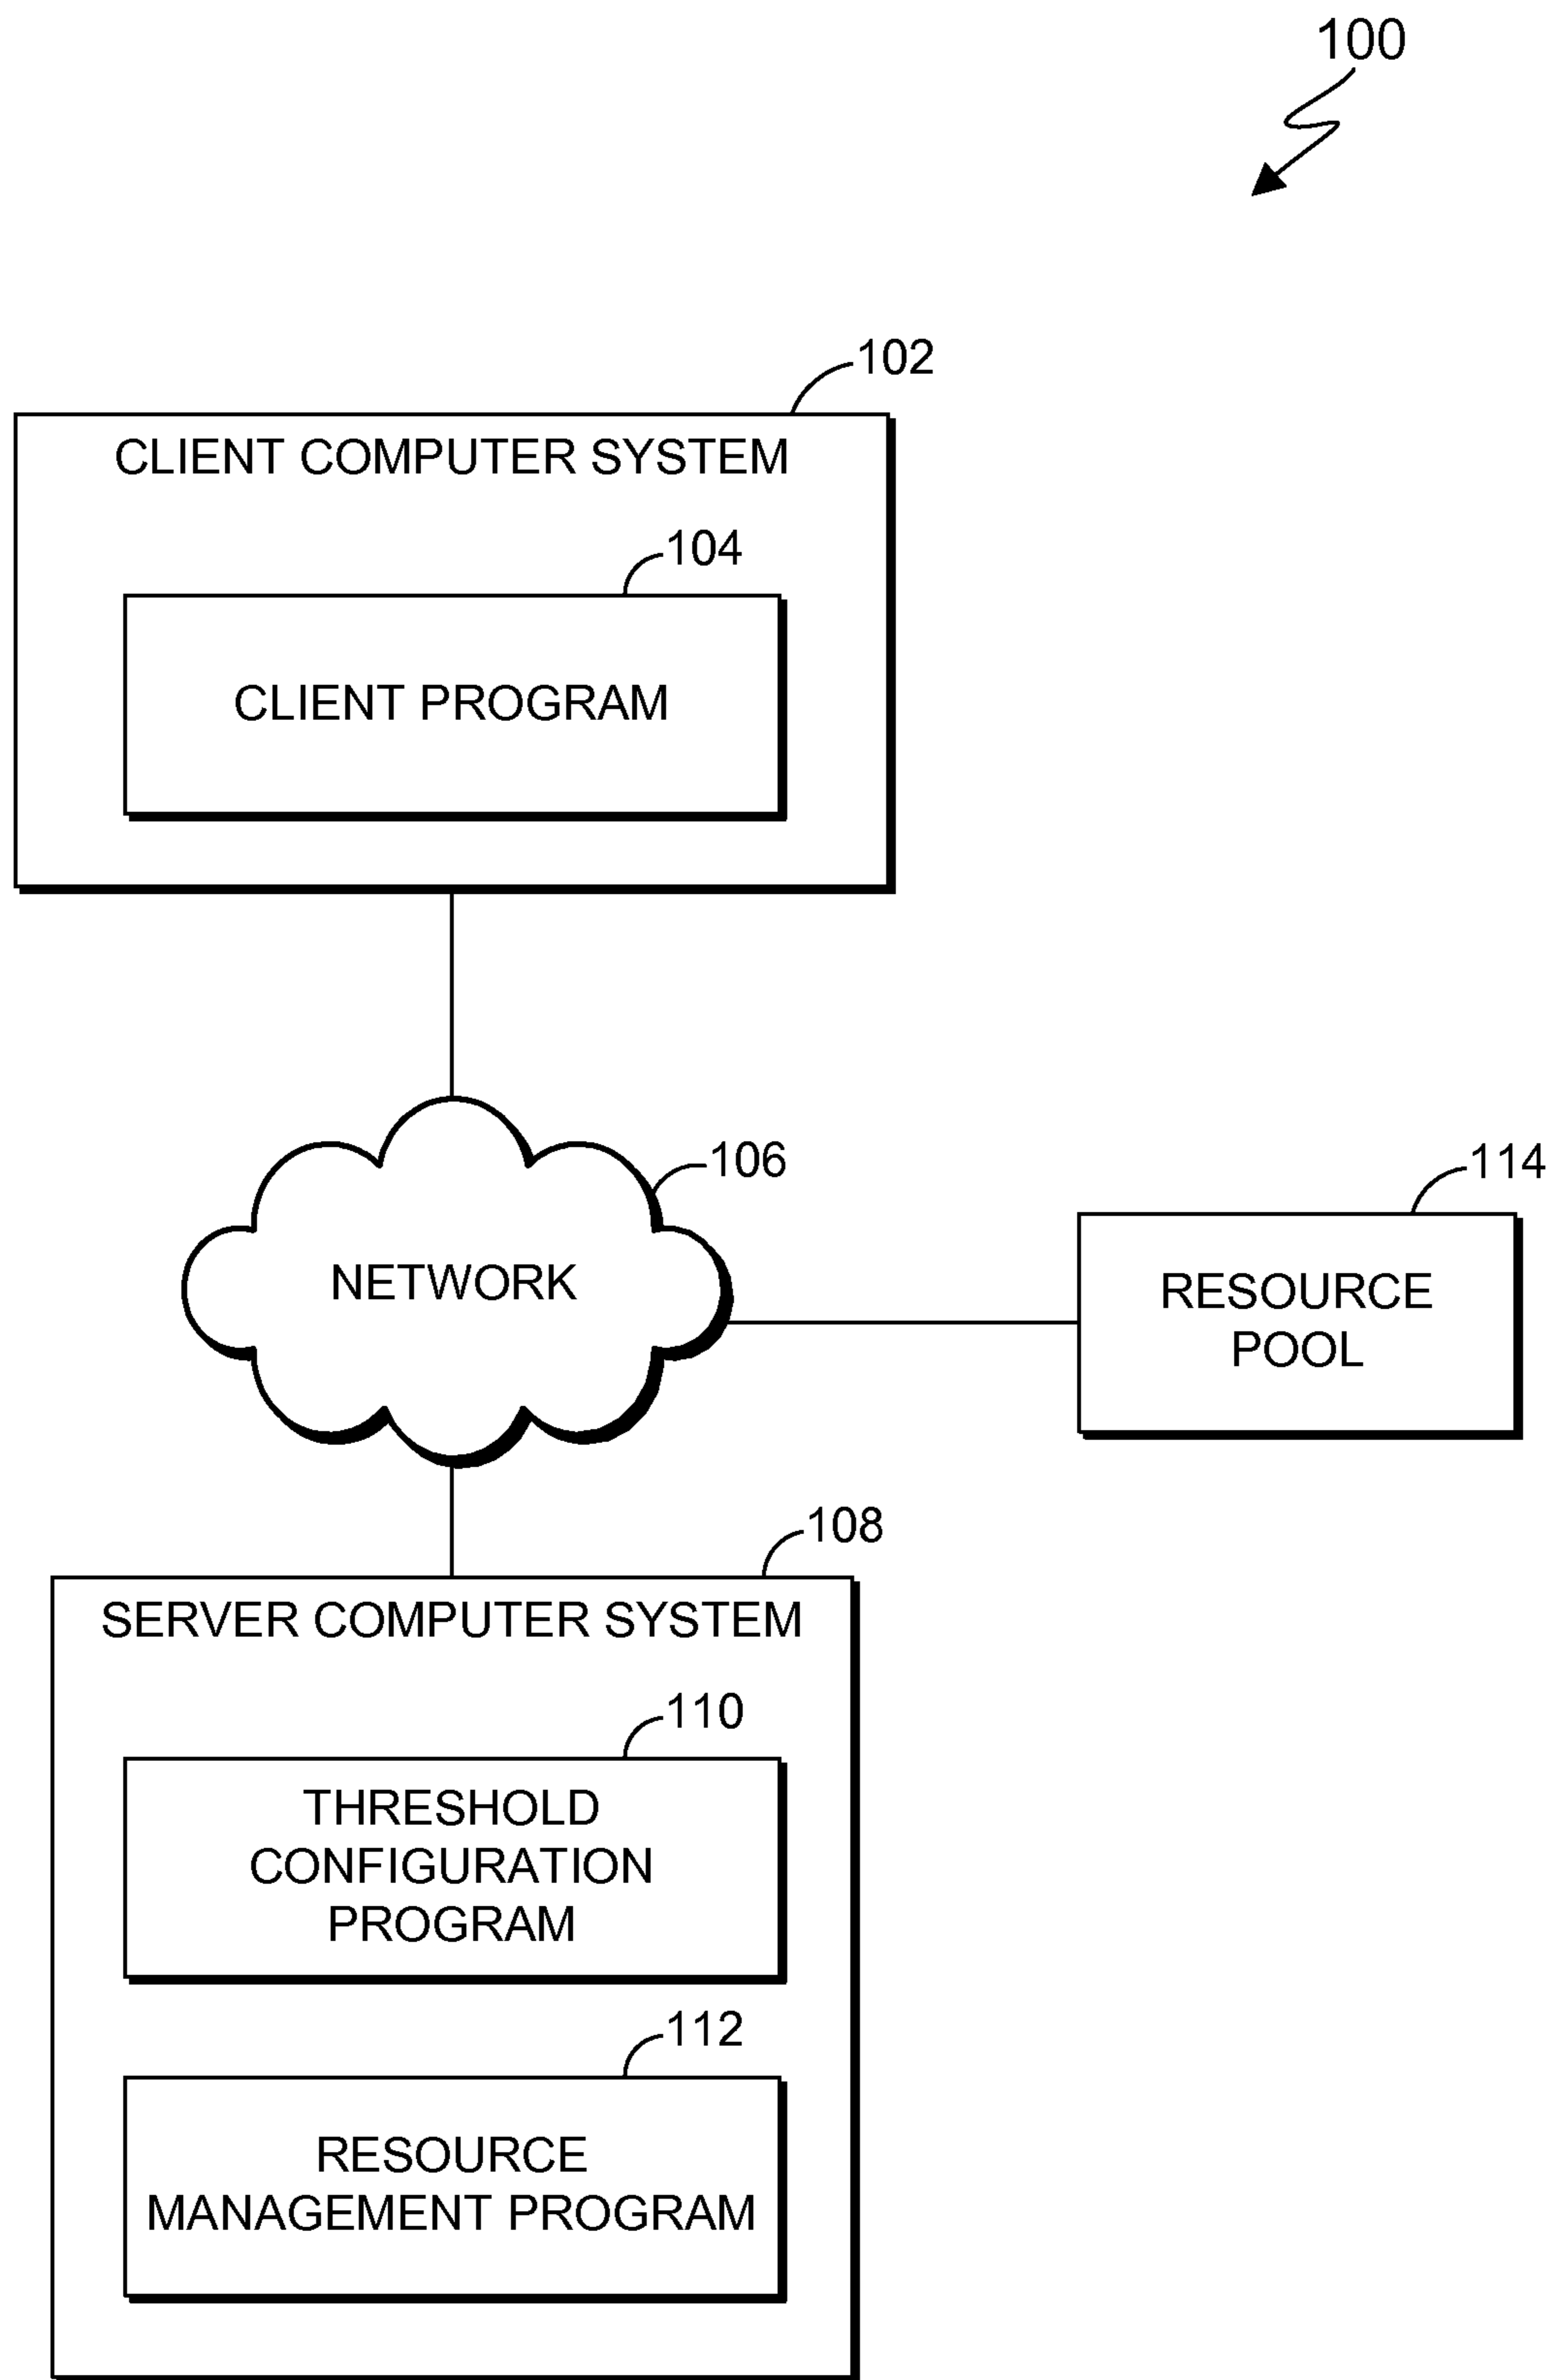 100
102
CLIENT COMPUTER SYSTEM
104
CLIENT PROGRAM
106
NETWORK
114
RESOURCE
POOL
108
SERVER COMPUTER SYSTEM
110
THRESHOLD
CONFIGURATION
PROGRAM
112
RESOURCE
MANAGEMENT PROGRAM